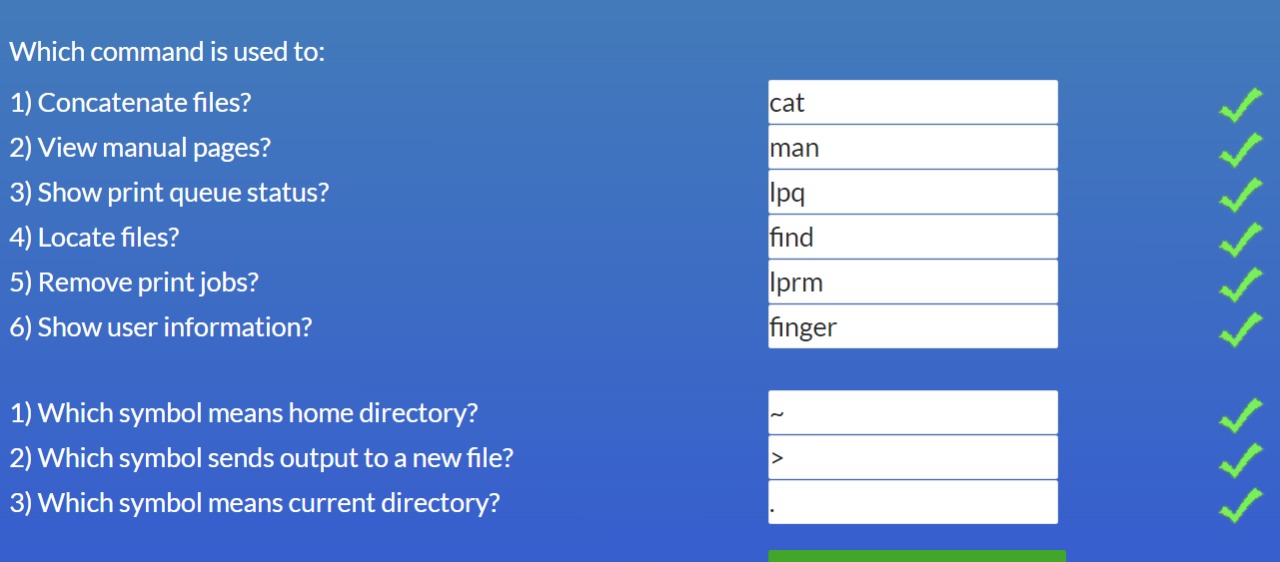 Which command is used to:
1) Concatenate files? cat
2) View manual pages? man
3) Show print queue status? lpq
4) Locate files? find
5) Remove print jobs? lprm
6) Show user information? finger
1) Which symbol means home directory? ~
2) Which symbol sends output to a new file? >
3) Which symbol means current directory? .